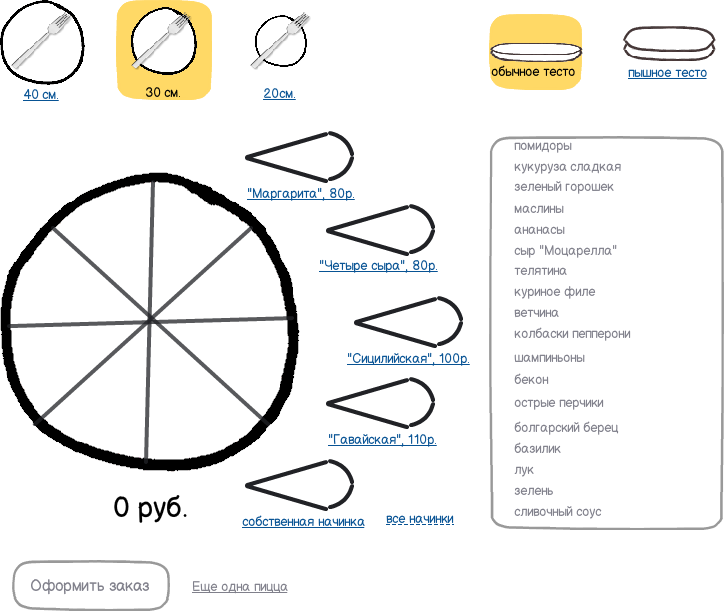 40 см.
30 см.
20см.
обычное тесто
пышное тесто
"Маргарита", 80р.
"Четыре сыра", 80р.
"Сицилийская", 100р.
"Гавайская", 110р.
собственная начинка
все начинки
0 руб.
помидоры
кукуруза сладкая
зеленый горошек
маслины
ананасы
сыр "Моцарелла"
телятина
куриное филе
ветчина
колбаски пепперони
шампиньоны
бекон
острые перчики
болгарский берец
базилик
лук
зелень
сливочный соус
Оформить заказ
Еще одна пицца